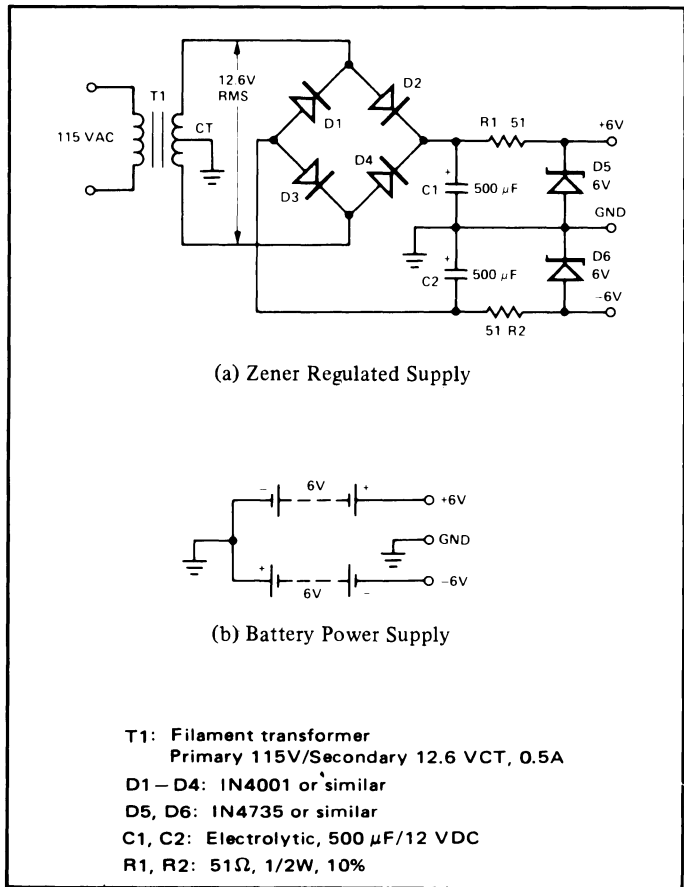 12.6V
RMS
T1
115 VAC
CT
D1
D2
D3
D4
R1 51
+6V
+
C1
500 μF
D5
6V
GND
+
C2
500 μF
D6
6V
-6V
51 R2
(a) Zener Regulated Supply
-
6V
+
+6V
GND
+
6V
-
-6V
(b) Battery Power Supply
T1: Filament transformer
Primary 115V/Secondary 12.6 VCT, 0.5A
D1–D4: IN4001 or similar
D5, D6: IN4735 or similar
C1, C2: Electrolytic, 500 μF/12 VDC
R1, R2: 51Ω, 1/2W, 10%